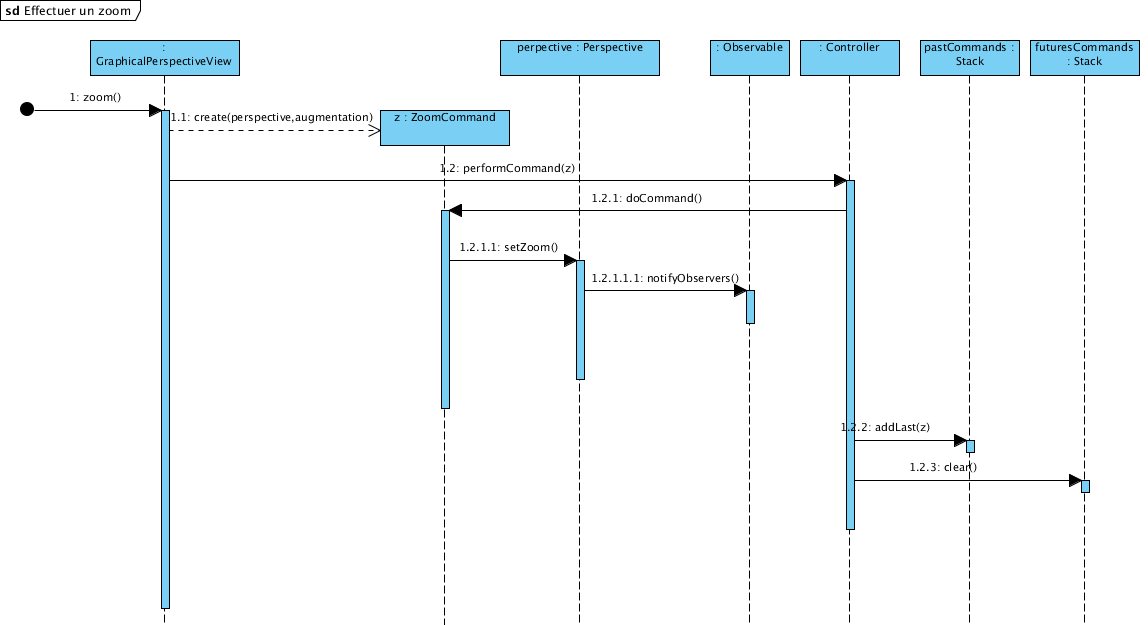 sd Effectuer un zoom
:
GraphicalPerspectiveView
perpective : Perspective
: Observable
: Controller
pastCommands :
Stack
futuresCommands
: Stack
1: zoom()
1.1: create(perspective,augmentation)
z : ZoomCommand
1.2: performCommand(z)
1.2.1: doCommand()
1.2.1.1: setZoom()
1.2.1.1.1: notifyObservers()
1.2.2: addLast(z)
1.2.3: clear()